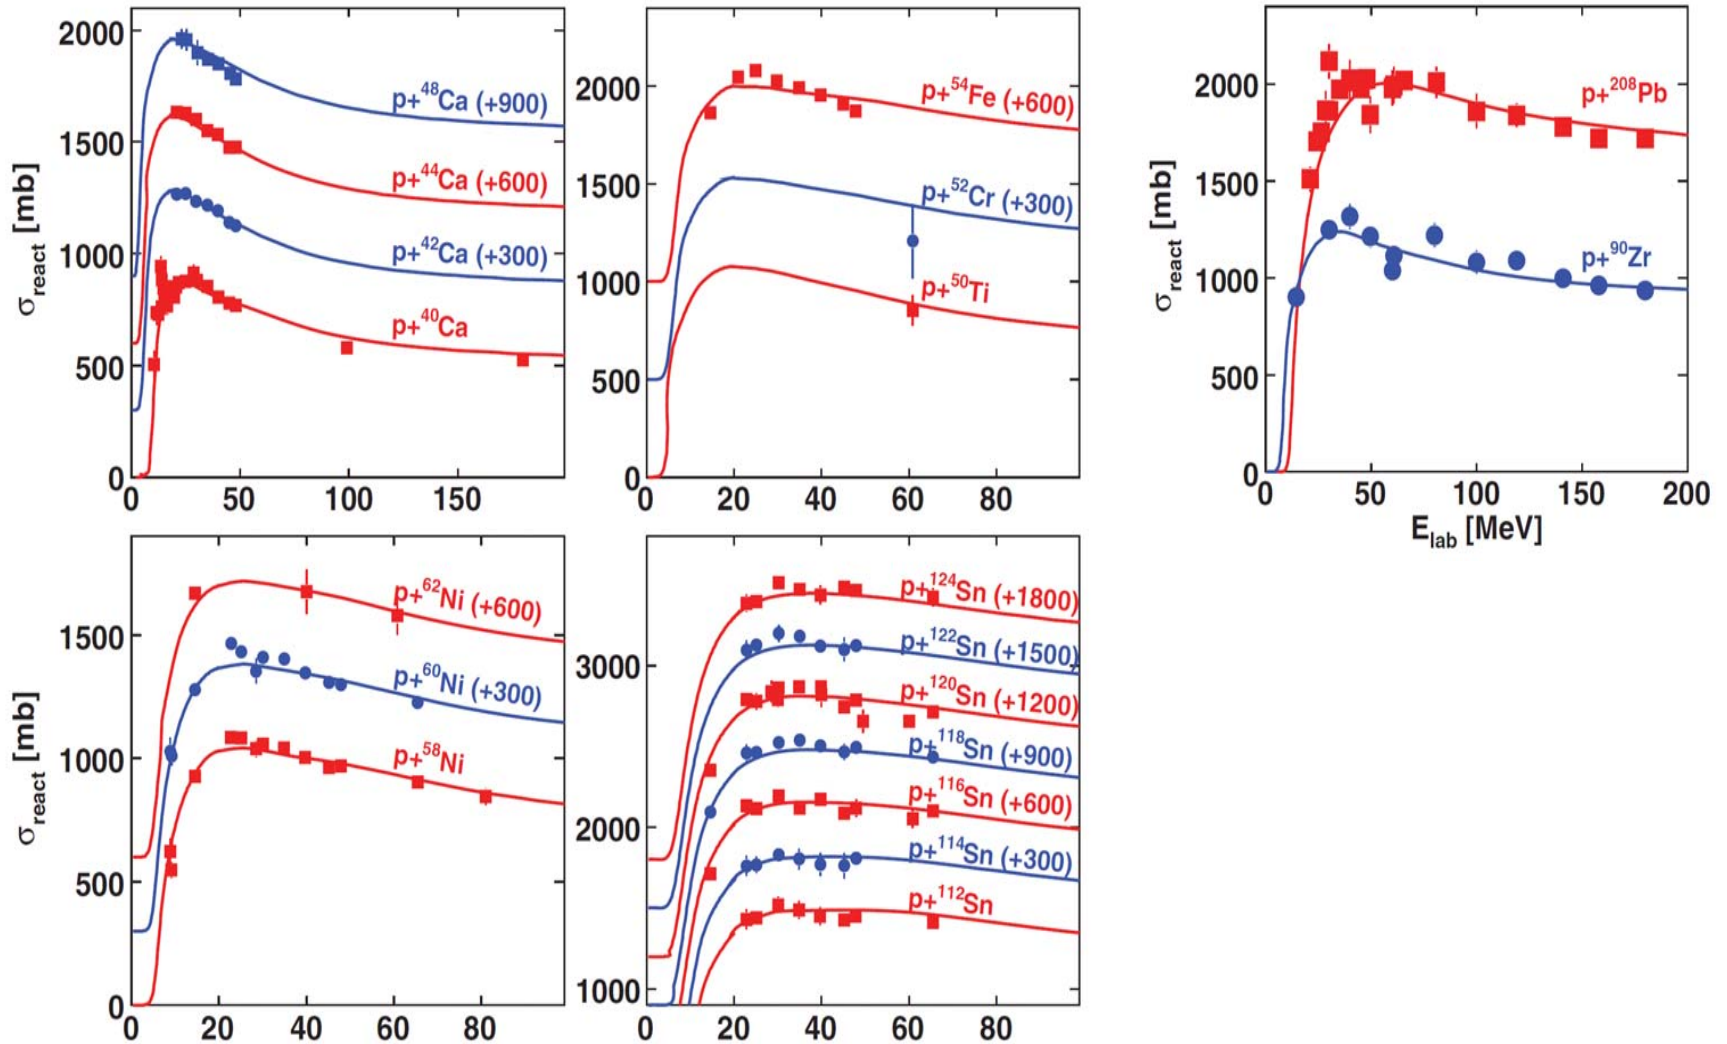 2000
1500
1000
500
0
σreact [mb]
p+48Ca (+900)
p+44Ca (+600)
p+42Ca (+300)
p+40Ca
0 50 100 150
2000
1500
1000
500
0
p+54Fe (+600)
p+52Cr (+300)
p+50Ti
0 20 40 60 80
2000
1500
1000
500
0
σreact [mb]
p+208Pb
p+90Zr
0 50 100 150 200
Elab [MeV]
1500
1000
500
0
σreact [mb]
p+62Ni (+600)
p+60Ni (+300)
p+58Ni
0 20 40 60 80
3000
2000
1000
p+124Sn (+1800)
p+122Sn (+1500)
p+120Sn (+1200)
p+118Sn (+900)
p+116Sn (+600)
p+114Sn (+300)
p+112Sn
0 20 40 60 80